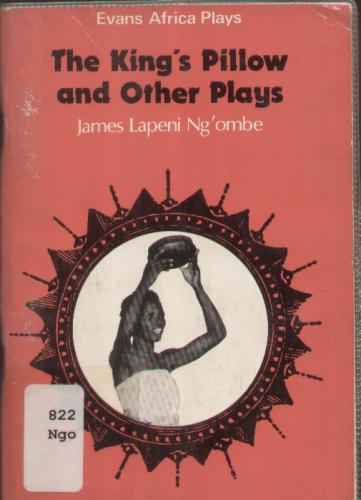 Evans Africa Plays
The King's Pillow
and Other Plays
James Lapeni Ng'ombe
822
Ngo